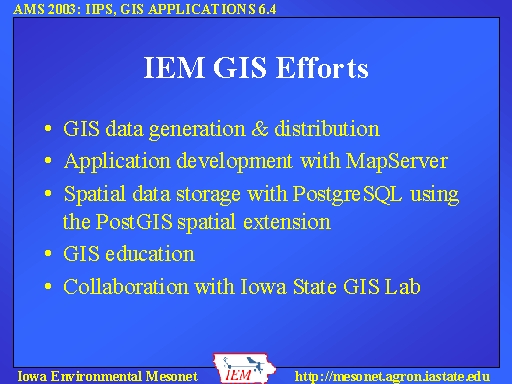 AMS 2003: IIPS, GIS APPLICATIONS 6.4
IEM GIS Efforts
• GIS data generation & distribution
• Application development with MapServer
• Spatial data storage with PostgreSQL using
the PostGIS spatial extension
• GIS education
• Collaboration with Iowa State GIS Lab
Iowa Environmental Mesonet
IEM
http://mesonet.agron.iastate.edu